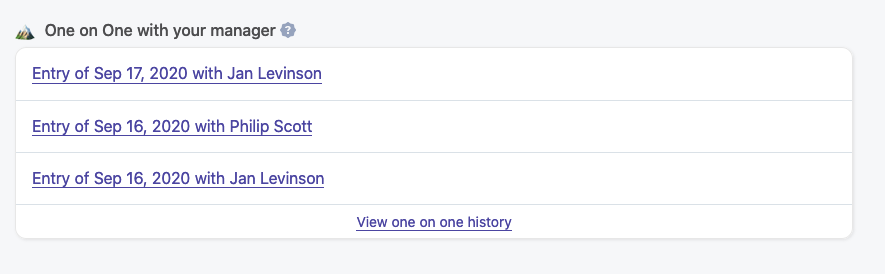 One on One with your manager ?
Entry of Sep 17, 2020 with Jan Levinson
Entry of Sep 16, 2020 with Philip Scott
Entry of Sep 16, 2020 with Jan Levinson
View one on one history